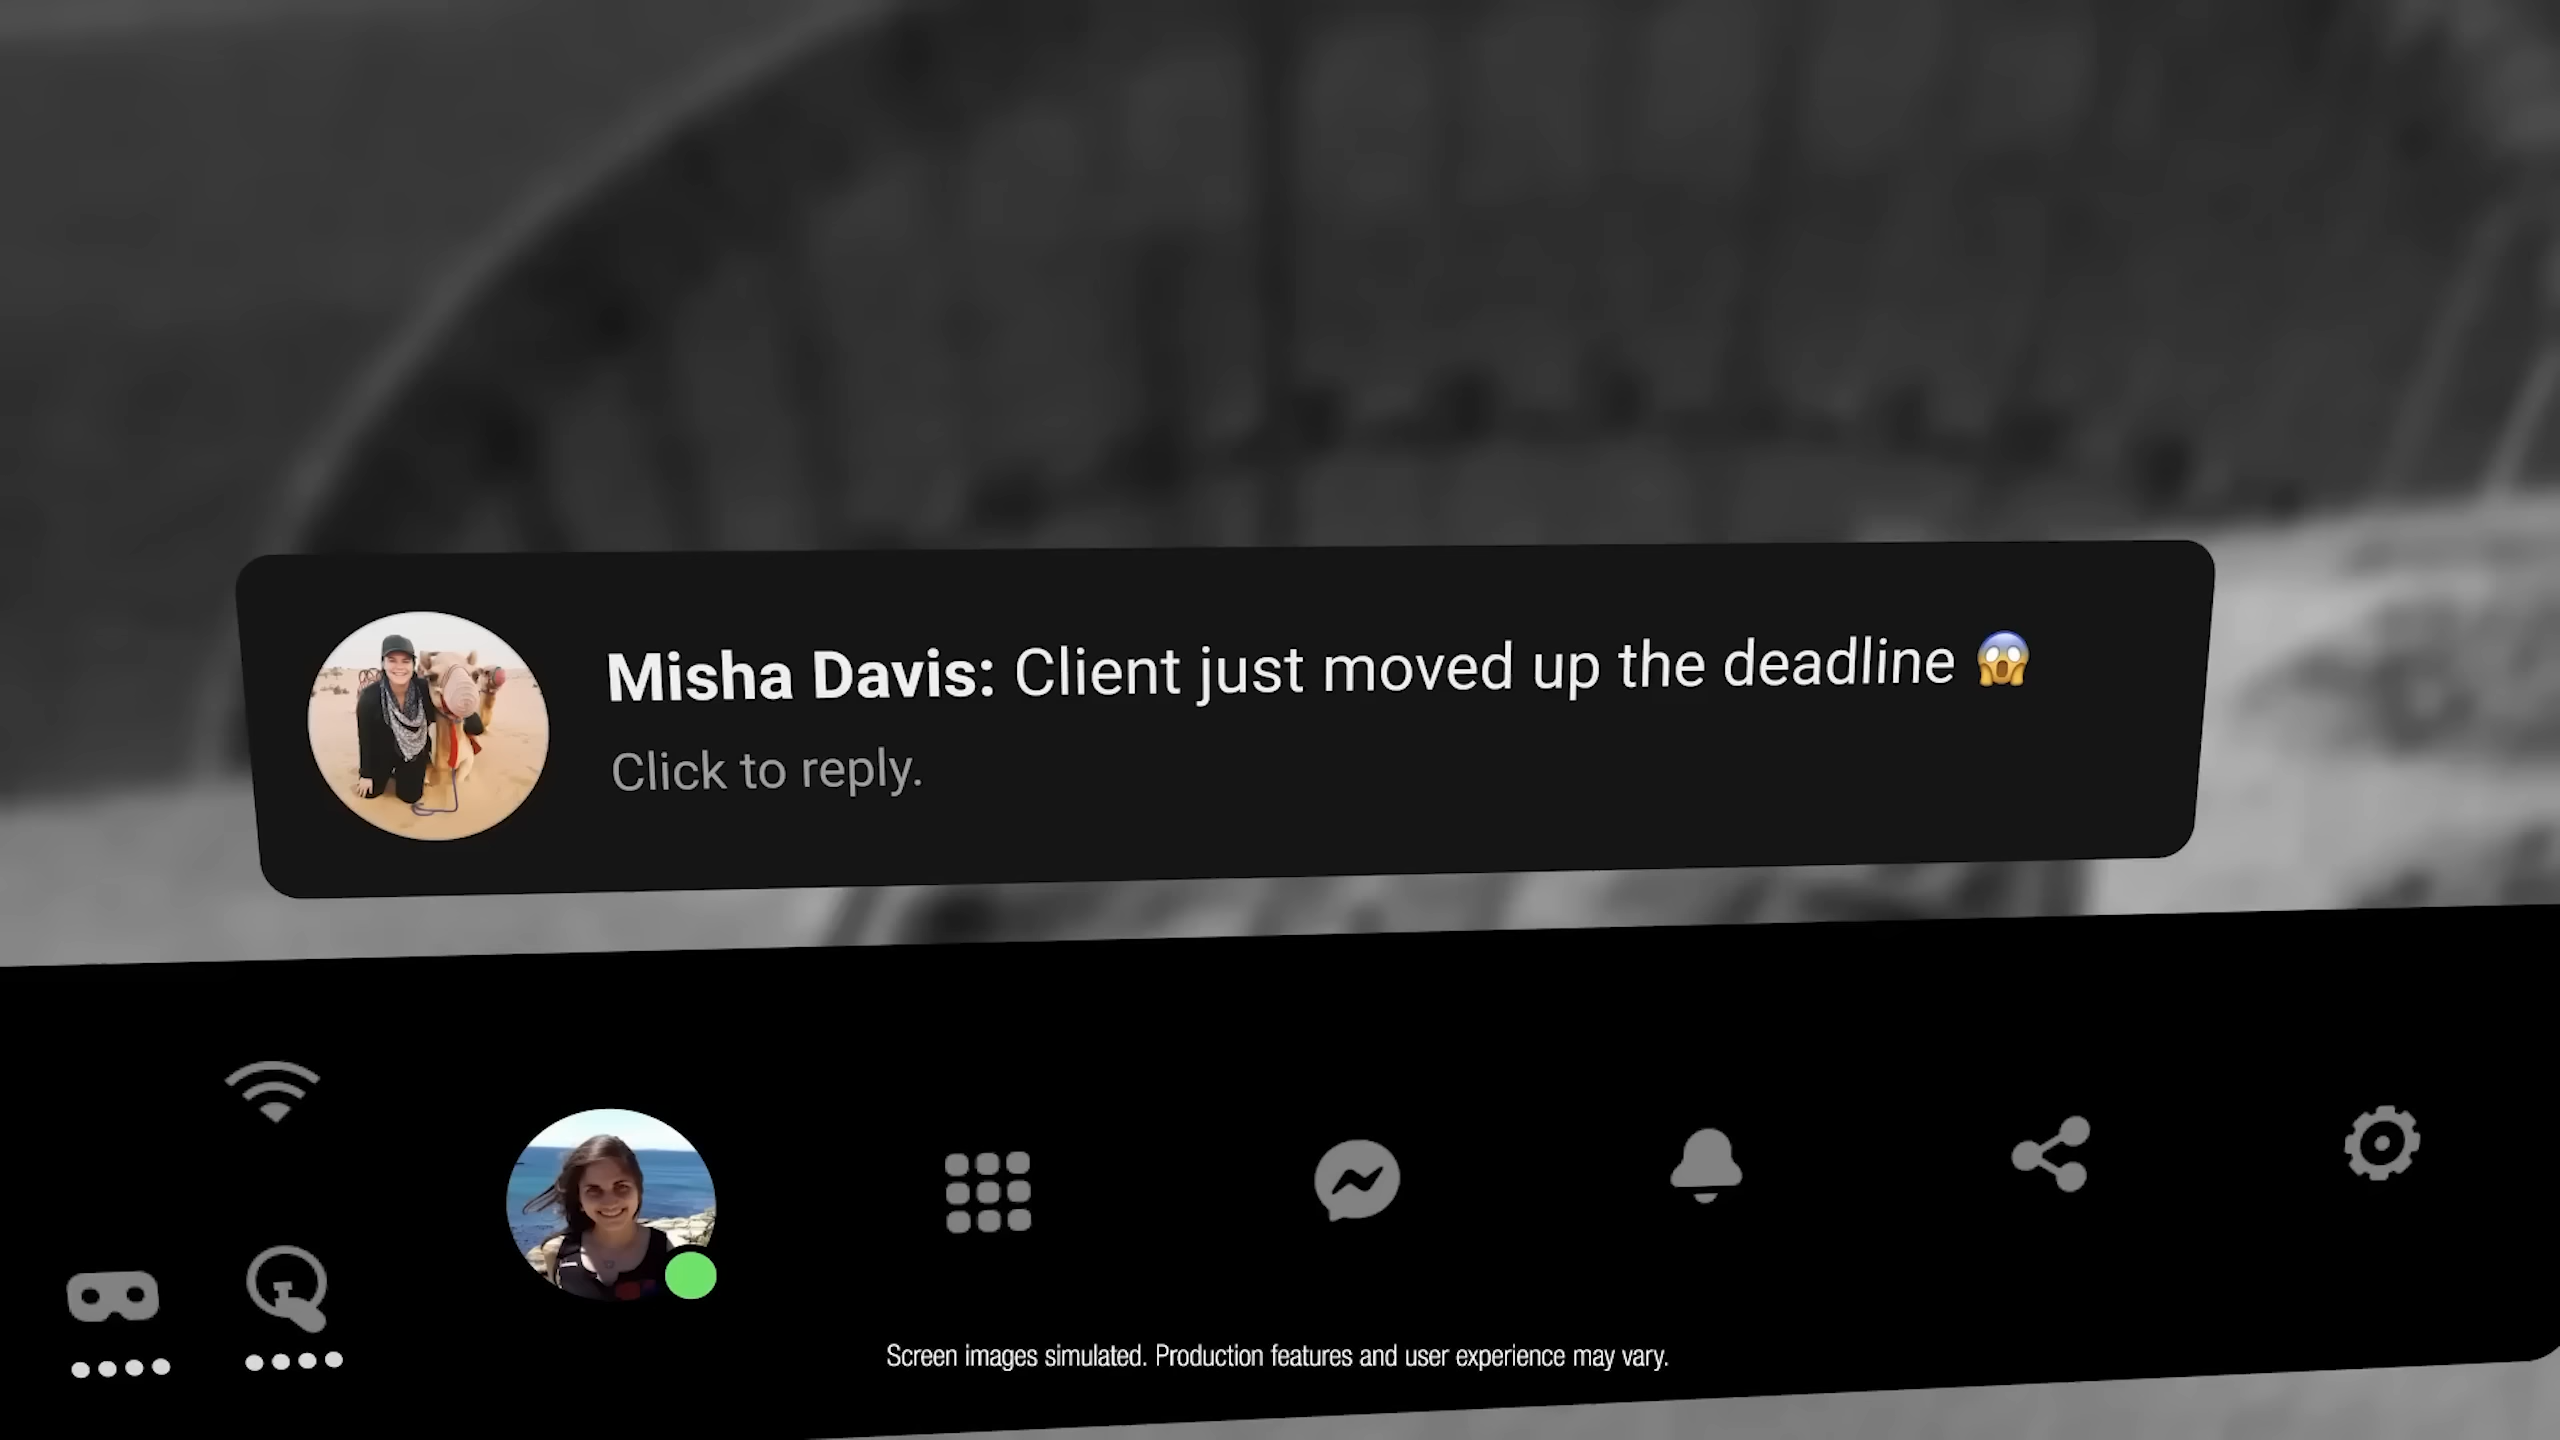 Misha Davis: Client just moved up the deadline 😱
Click to reply.
Screen images simulated. Production features and user experience may vary.